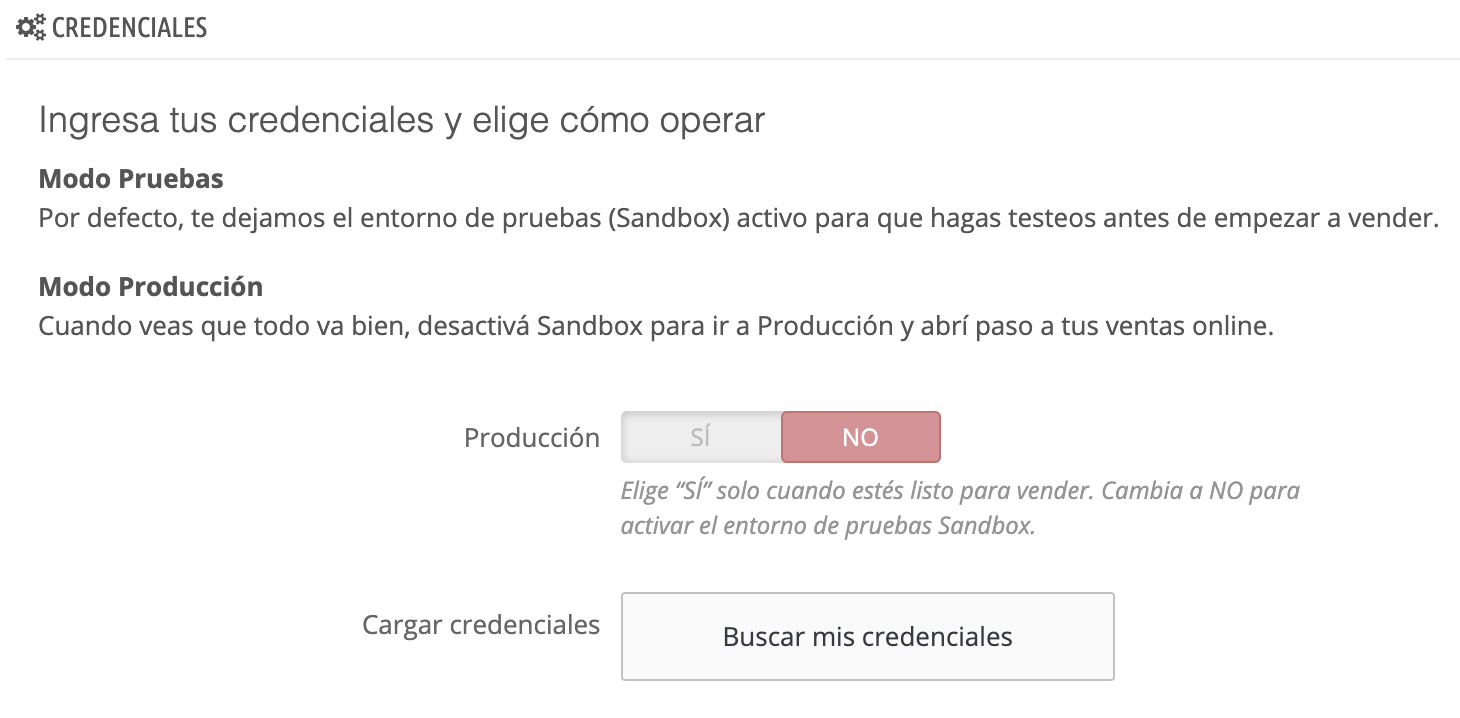 CREDENCIALES
Ingresa tus credenciales y elige cómo operar
Modo Pruebas
Por defecto, te dejamos el entorno de pruebas (Sandbox) activo para que hagas testeos antes de empezar a vender.
Modo Producción
Cuando veas que todo va bien, desactivá Sandbox para ir a Producción y abrí paso a tus ventas online.
Producción SÍ NO
Elige “SÍ” solo cuando estés listo para vender. Cambia a NO para
activar el entorno de pruebas Sandbox.
Cargar credenciales Buscar mis credenciales